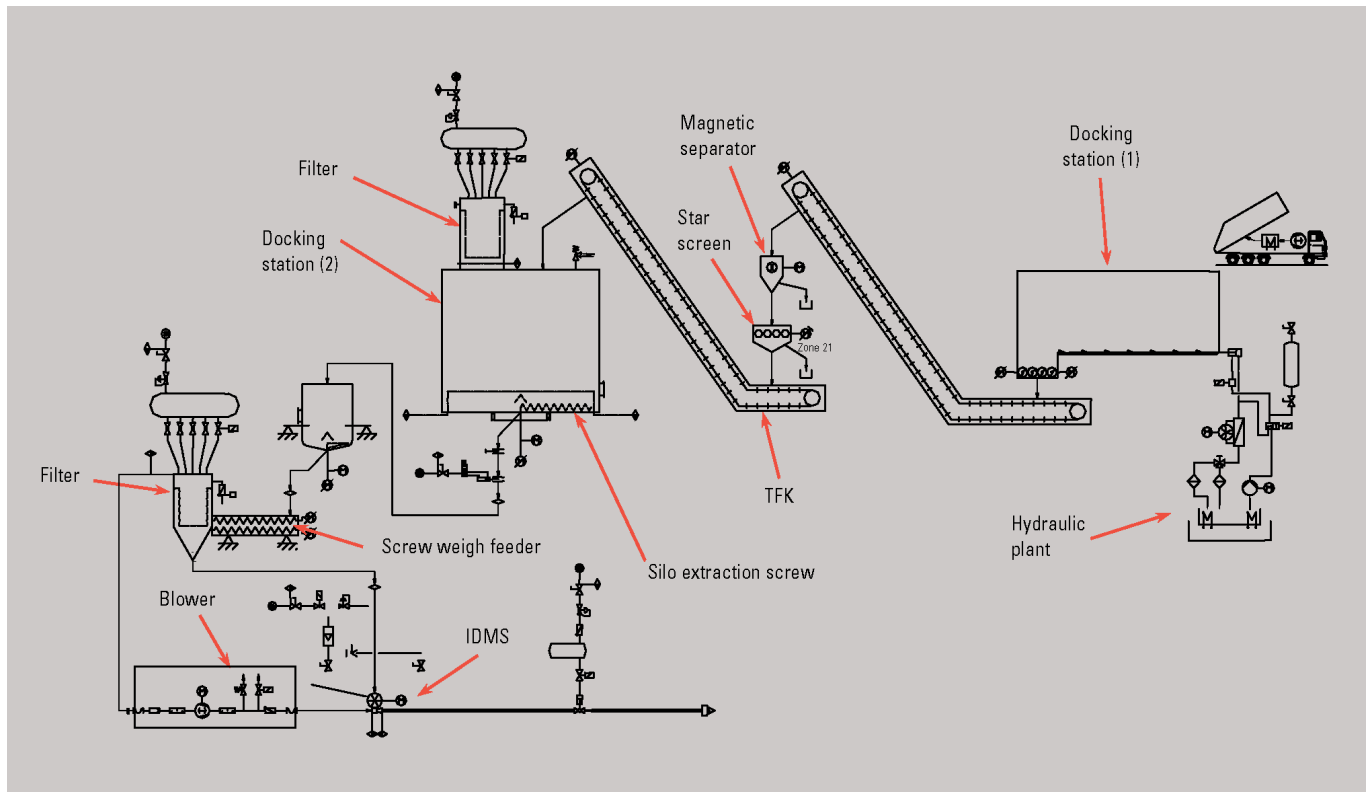 Magnetic
separator
Docking
station (1)
Filter
Star
screen
Docking
station (2)
Zone 21
Filter
TFK
Hydraulic
plant
Screw weigh feeder
Silo extraction screw
Blower
IDMS